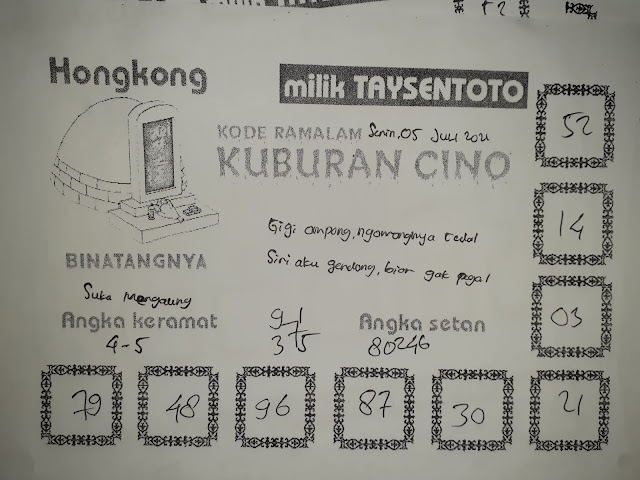 Hongkong
milik TAYSENTOTO
KODE RAMALAM Senin, 05 Juli 2021
KUBURAN CINO
52
14
Gigi ompong, ngomongnya cedal
Sini aku gendong, biar gak pegal
BINATANGNYA
Suka Mengaung
03
Angka keramat
4-5
91
375
Angka setan
80246
79
48
96
87
30
21